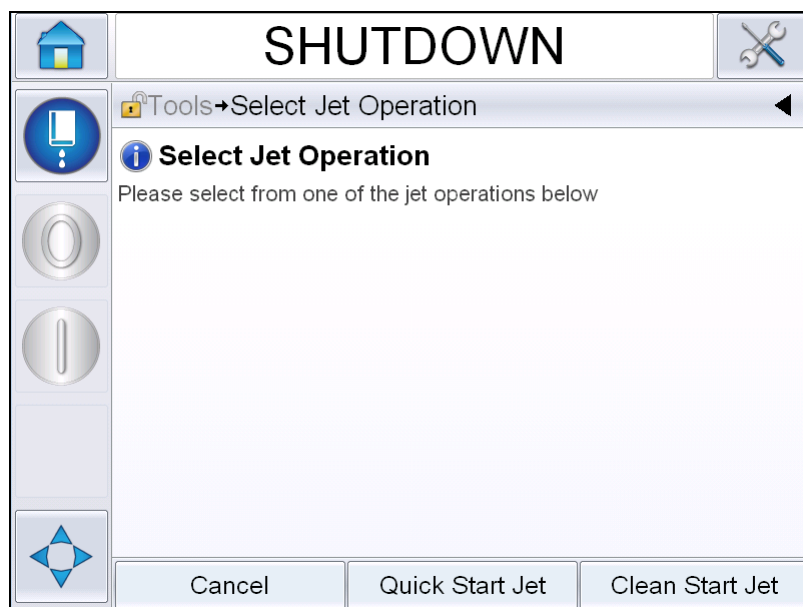 SHUTDOWN
Tools→Select Jet Operation
Select Jet Operation
Please select from one of the jet operations below
Cancel
Quick Start Jet
Clean Start Jet